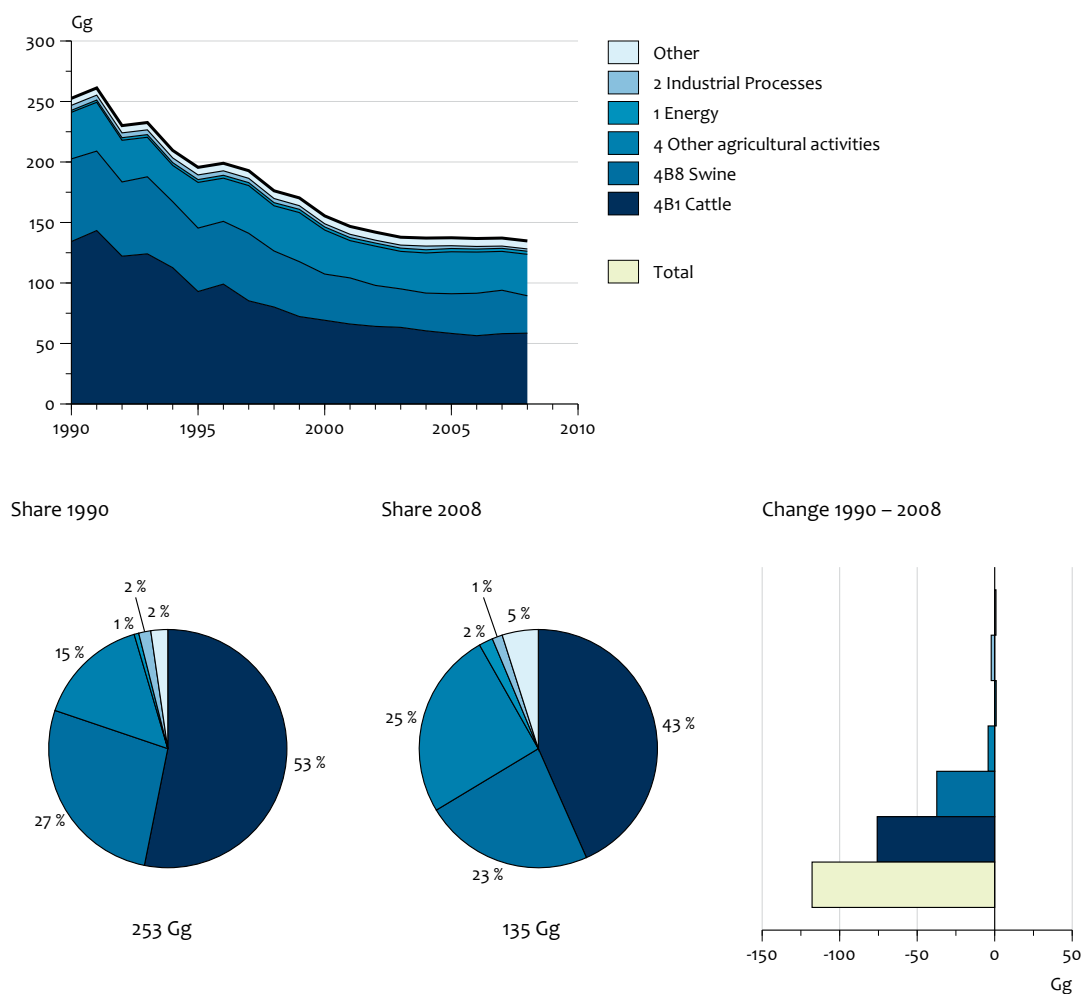 Gg
300
250
200
150
100
50
0
1990
1995
2000
2005
2010
Other
2 Industrial Processes
1 Energy
4 Other agricultural activities
4B8 Swine
4B1 Cattle
Total
Share 1990
2 %
2 %
1 %
15 %
53 %
27 %
253 Gg
Share 2008
1 %
5 %
2 %
25 %
43 %
23 %
135 Gg
Change 1990 – 2008
-150
-100
-50
0
50
Gg